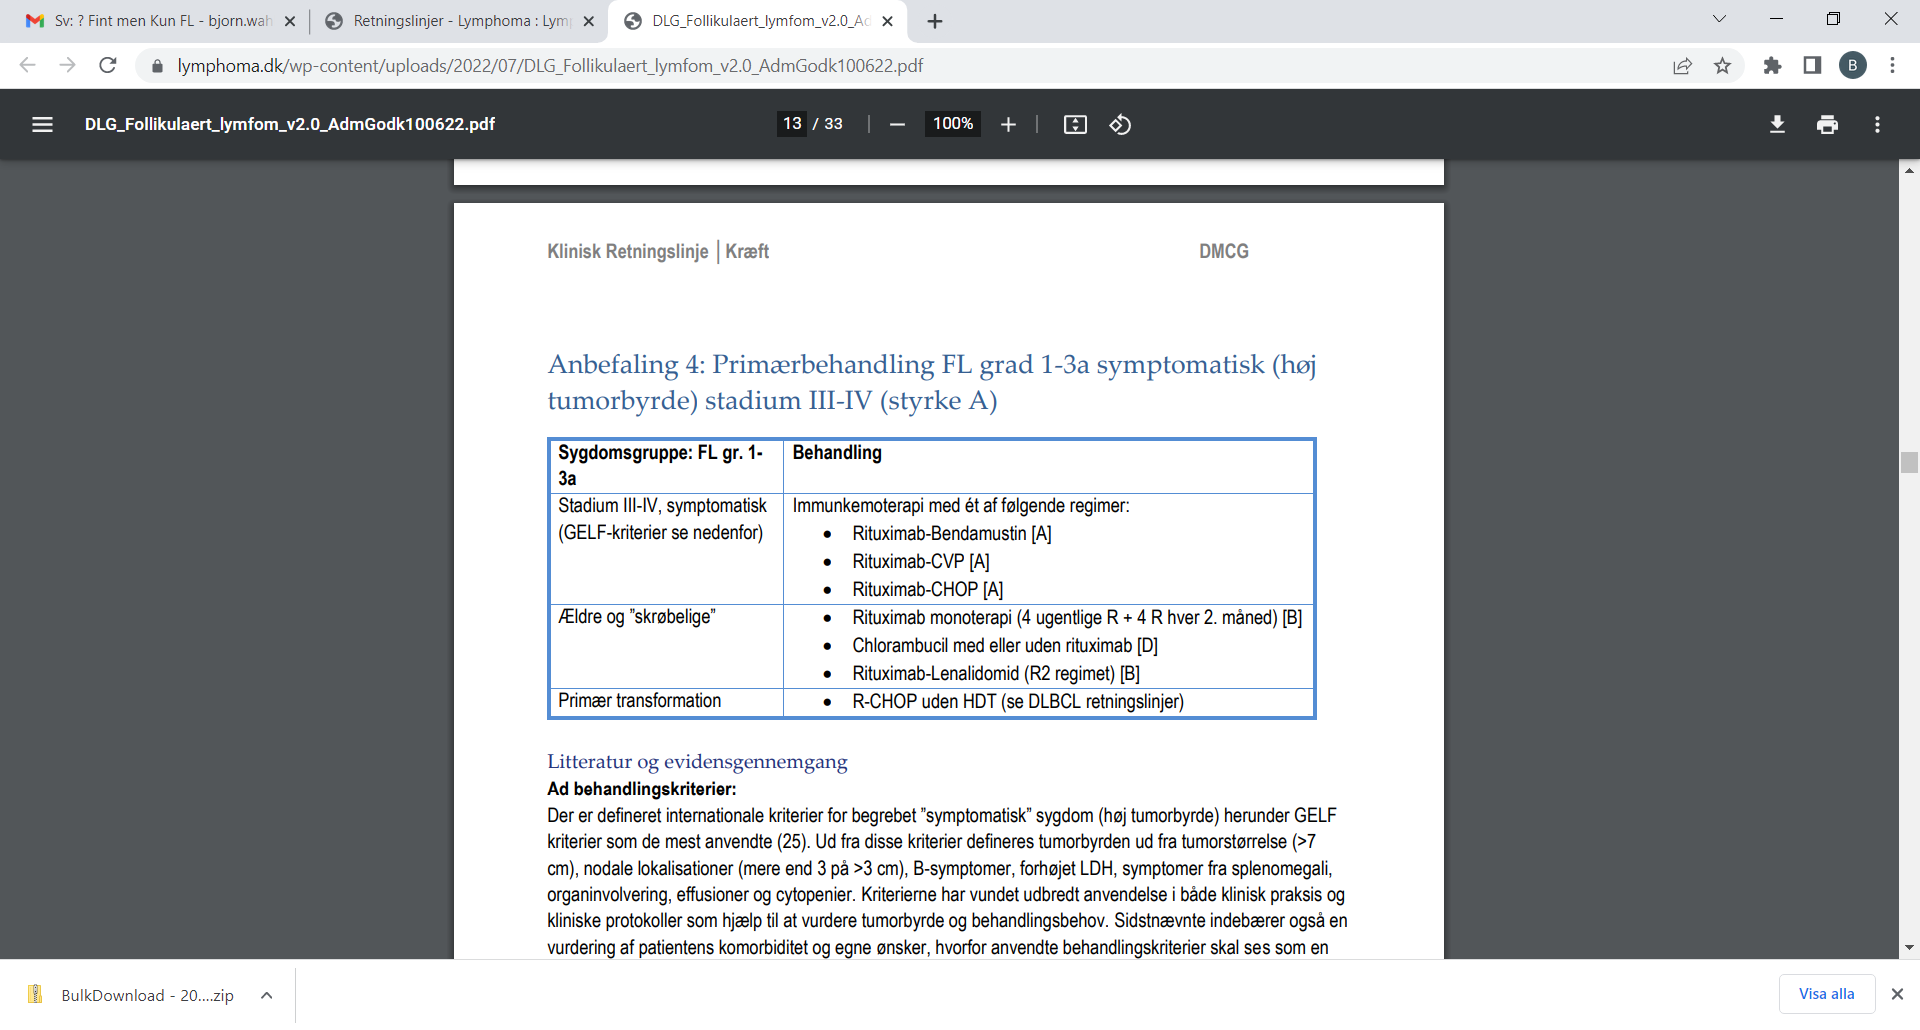 Sv: ? Fint men Kun FL - bjorn.wah
Retningslinjer - Lymphoma : Lym
DLG_Follikulaert_lymfom_v2.0_Ad
lymphoma.dk/wp-content/uploads/2022/07/DLG_Follikulaert_lymfom_v2.0_AdmGodk100622.pdf
B
DLG_Follikulaert_lymfom_v2.0_AdmGodk100622.pdf
13 / 33
100%
Klinisk Retningslinje │ Kræft
DMCG
Anbefaling 4: Primærbehandling FL grad 1-3a symptomatisk (høj
tumorbyrde) stadium III-IV (styrke A)
Sygdomsgruppe: FL gr. 1-
3a
Behandling
Stadium III-IV, symptomatisk
(GELF-kriterier se nedenfor)
Immunkemoterapi med ét af følgende regimer:
• Rituximab-Bendamustin [A]
• Rituximab-CVP [A]
• Rituximab-CHOP [A]
Ældre og ”skrøbelige”
• Rituximab monoterapi (4 ugentlige R + 4 R hver 2. måned) [B]
• Chlorambucil med eller uden rituximab [D]
• Rituximab-Lenalidomid (R2 regimet) [B]
Primær transformation
• R-CHOP uden HDT (se DLBCL retningslinjer)
Litteratur og evidensgennemgang
Ad behandlingskriterier:
Der er defineret internationale kriterier for begrebet ”symptomatisk” sygdom (høj tumorbyrde) herunder GELF
kriterier som de mest anvendte (25). Ud fra disse kriterier defineres tumorbyrden ud fra tumorstørrelse (>7
cm), nodale lokalisationer (mere end 3 på >3 cm), B-symptomer, forhøjet LDH, symptomer fra splenomegali,
organinvolvering, effusioner og cytopenier. Kriterierne har vundet udbredt anvendelse i både klinisk praksis og
kliniske protokoller som hjælp til at vurdere tumorbyrde og behandlingsbehov. Sidstnævnte indebærer også en
vurdering af patientens komorbiditet og egne ønsker, hvorfor anvendte behandlingskriterier skal ses som en
BulkDownload - 20....zip
Visa alla